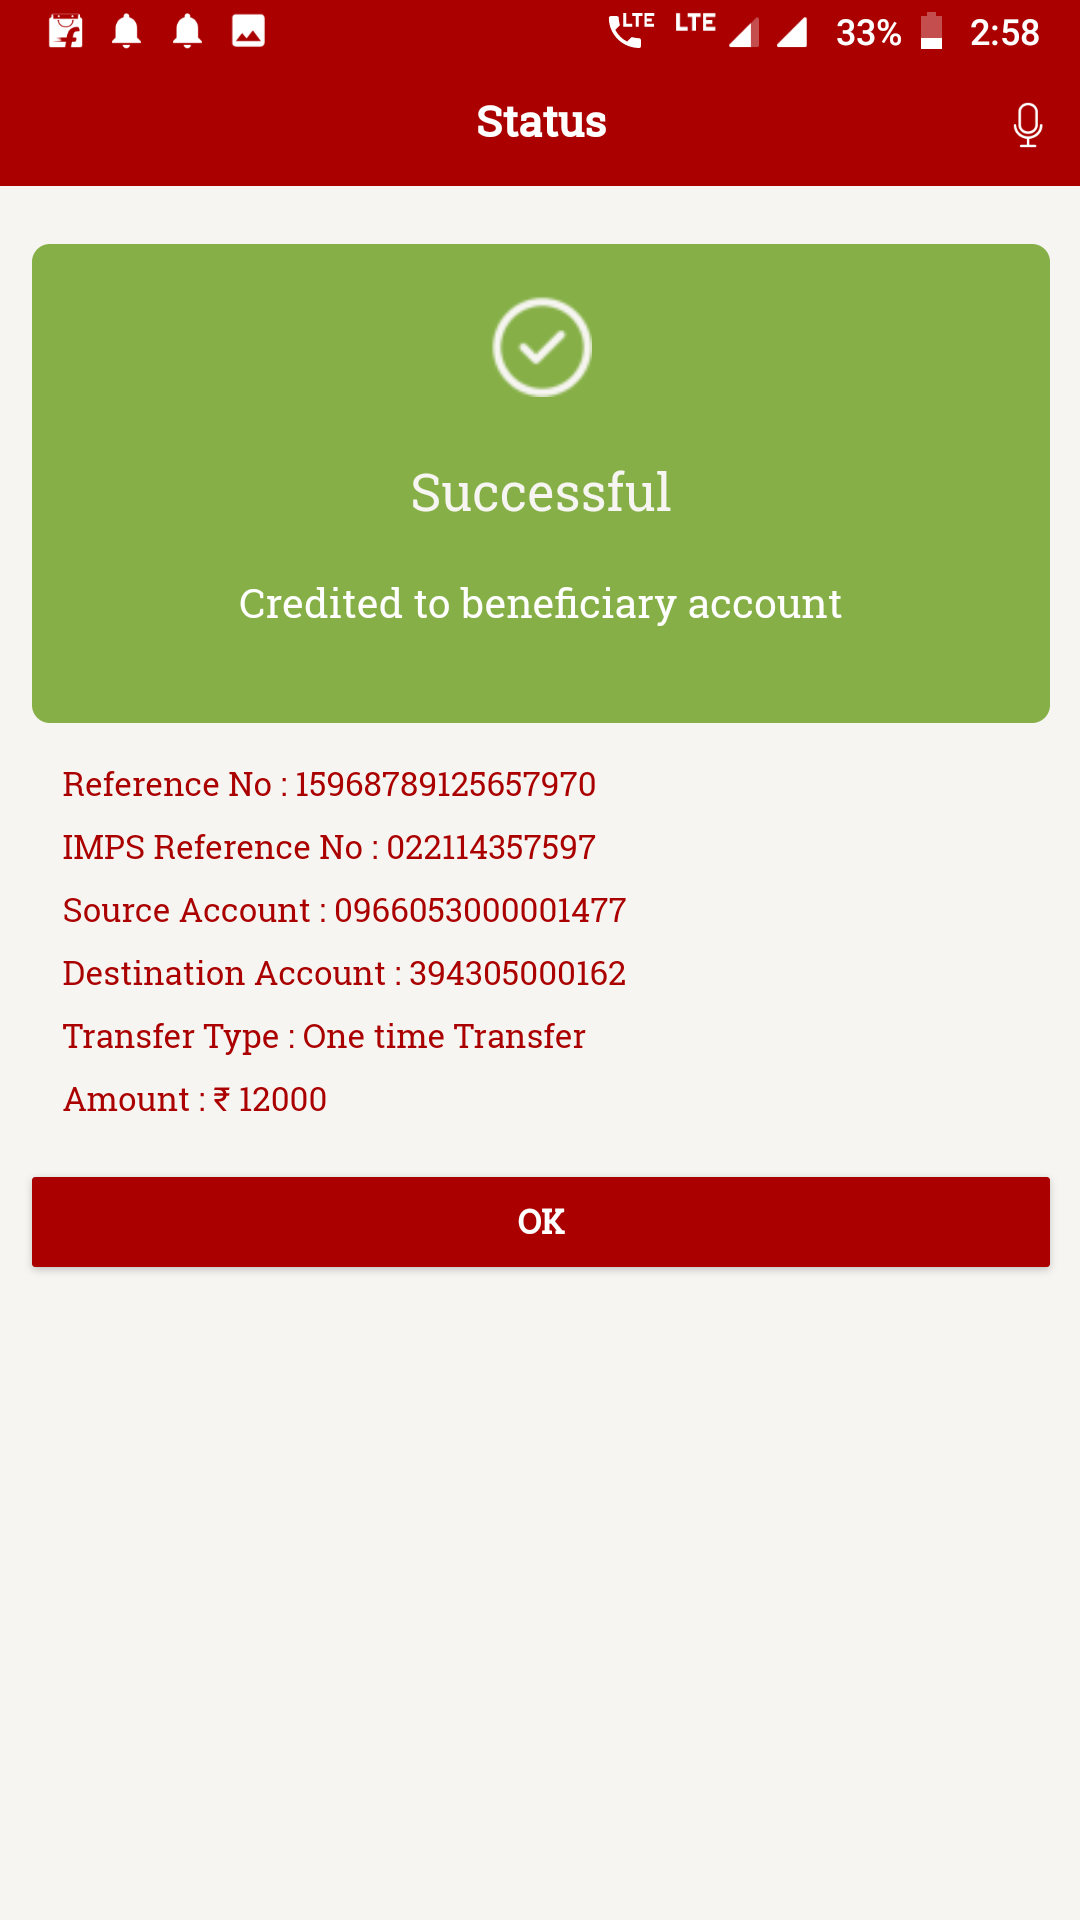 LTE LTE 33% 2:58
Status
Successful
Credited to beneficiary account
Reference No : 15968789125657970
IMPS Reference No : 022114357597
Source Account : 0966053000001477
Destination Account : 394305000162
Transfer Type : One time Transfer
Amount : ₹ 12000
OK